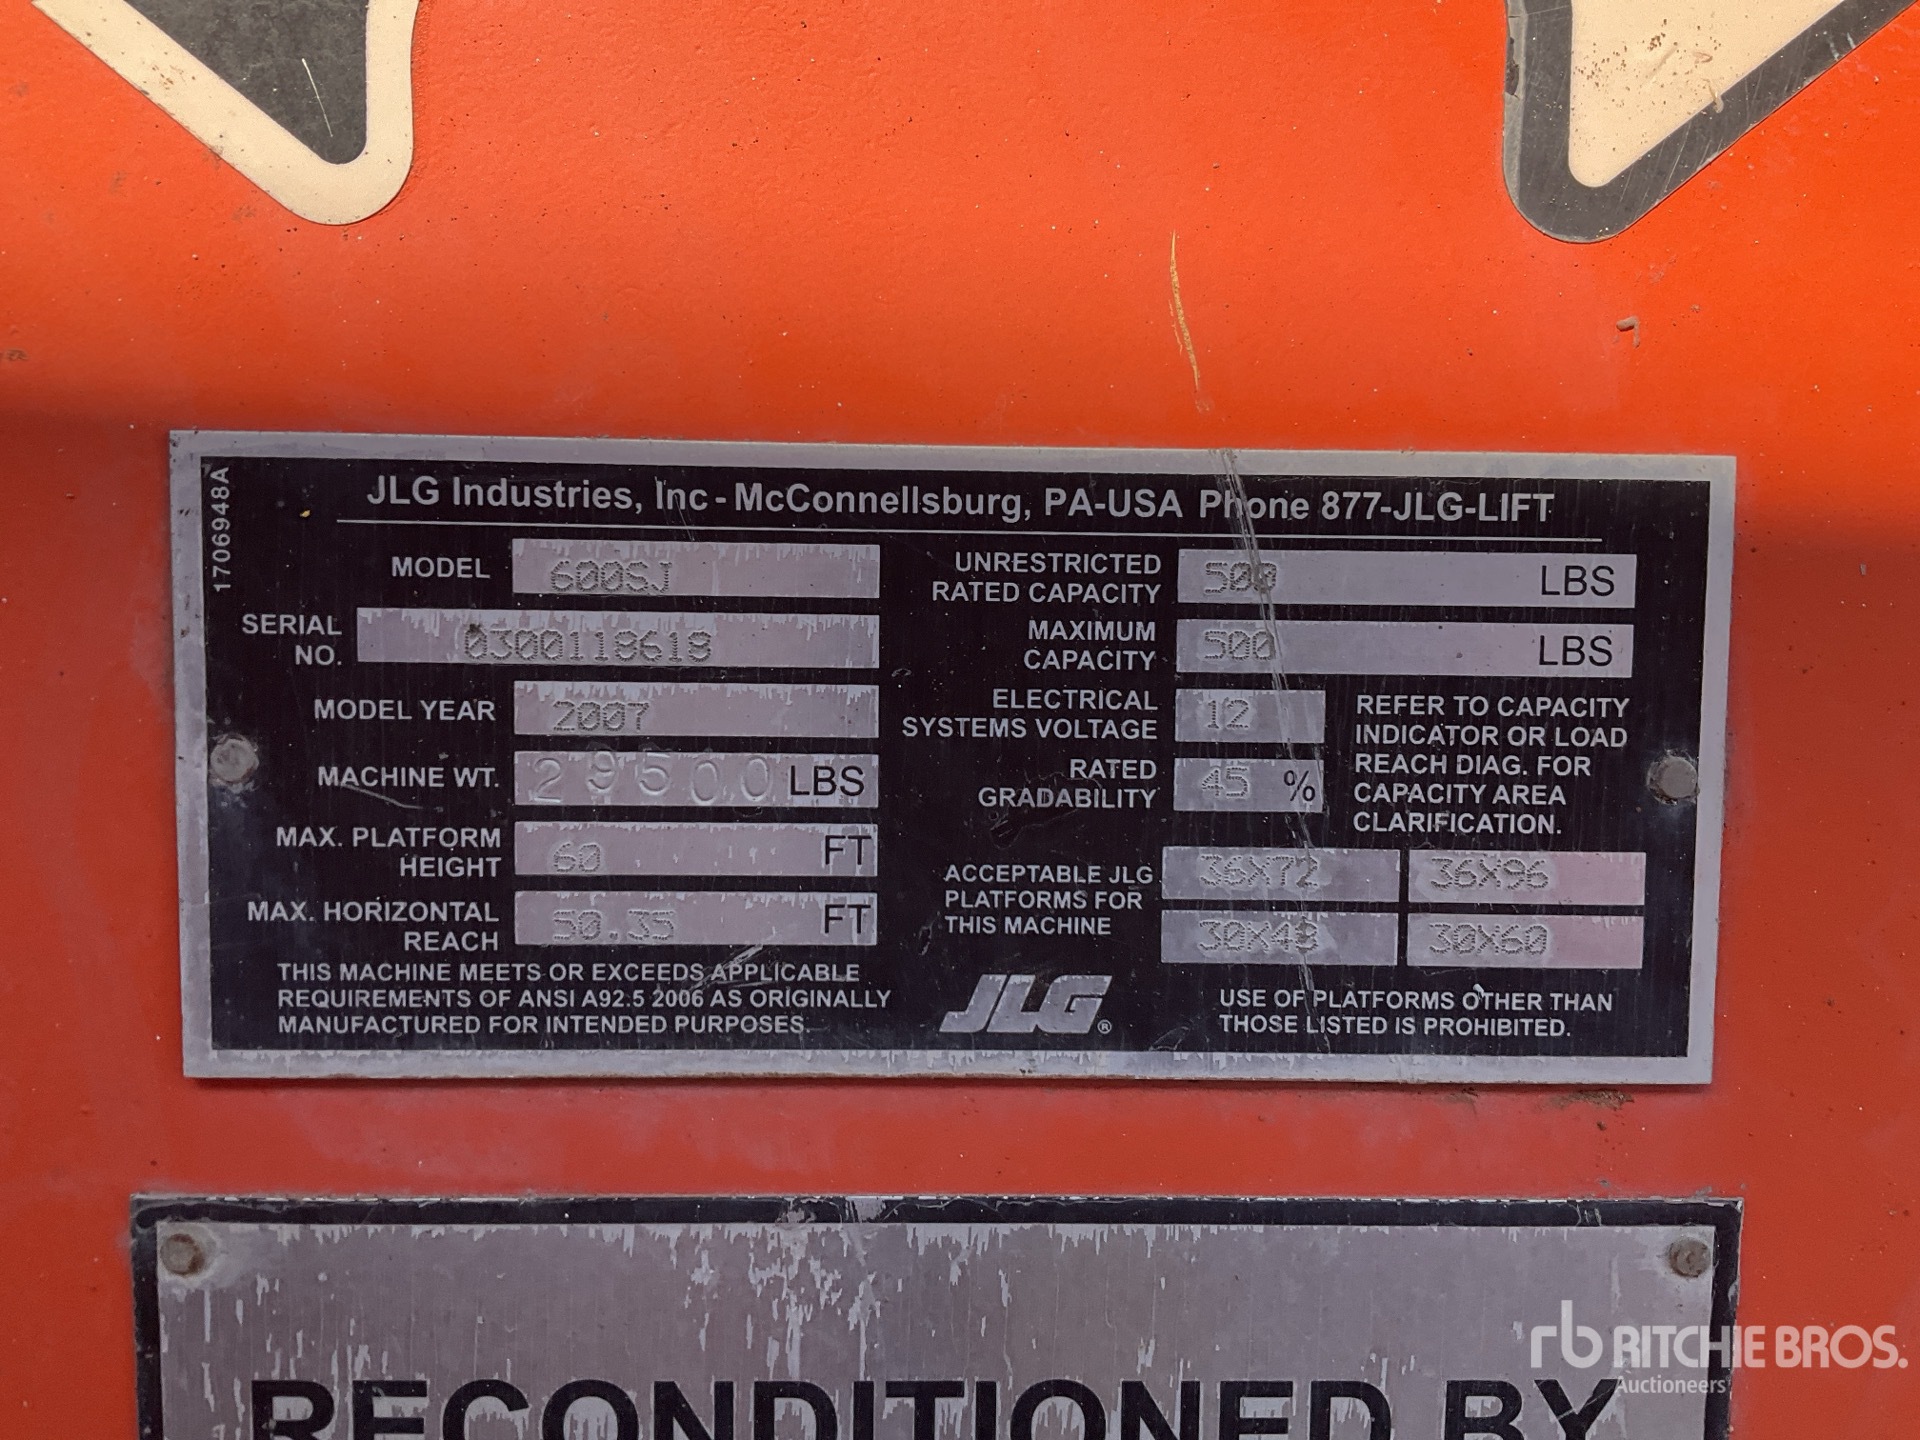 JLG Industries, Inc - McConnellsburg, PA-USA Phone 877-JLG-LIFT
1706948A
MODEL 600SJ
SERIAL NO. 0300118618
MODEL YEAR 2007
MACHINE WT. 29500 LBS
MAX. PLATFORM HEIGHT 60 FT
MAX. HORIZONTAL REACH 50.35 FT
THIS MACHINE MEETS OR EXCEEDS APPLICABLE
REQUIREMENTS OF ANSI A92.5 2006 AS ORIGINALLY
MANUFACTURED FOR INTENDED PURPOSES.
UNRESTRICTED RATED CAPACITY 500 LBS
MAXIMUM CAPACITY 500 LBS
ELECTRICAL SYSTEMS VOLTAGE 12
RATED GRADABILITY 45 %
REFER TO CAPACITY
INDICATOR OR LOAD
REACH DIAG. FOR
CAPACITY AREA
CLARIFICATION.
ACCEPTABLE JLG
PLATFORMS FOR
THIS MACHINE
36X72 36X96
30X48 30X60
JLG®
USE OF PLATFORMS OTHER THAN
THOSE LISTED IS PROHIBITED.
RECONDITIONED BY
rb RITCHIE BROS.
Auctioneers